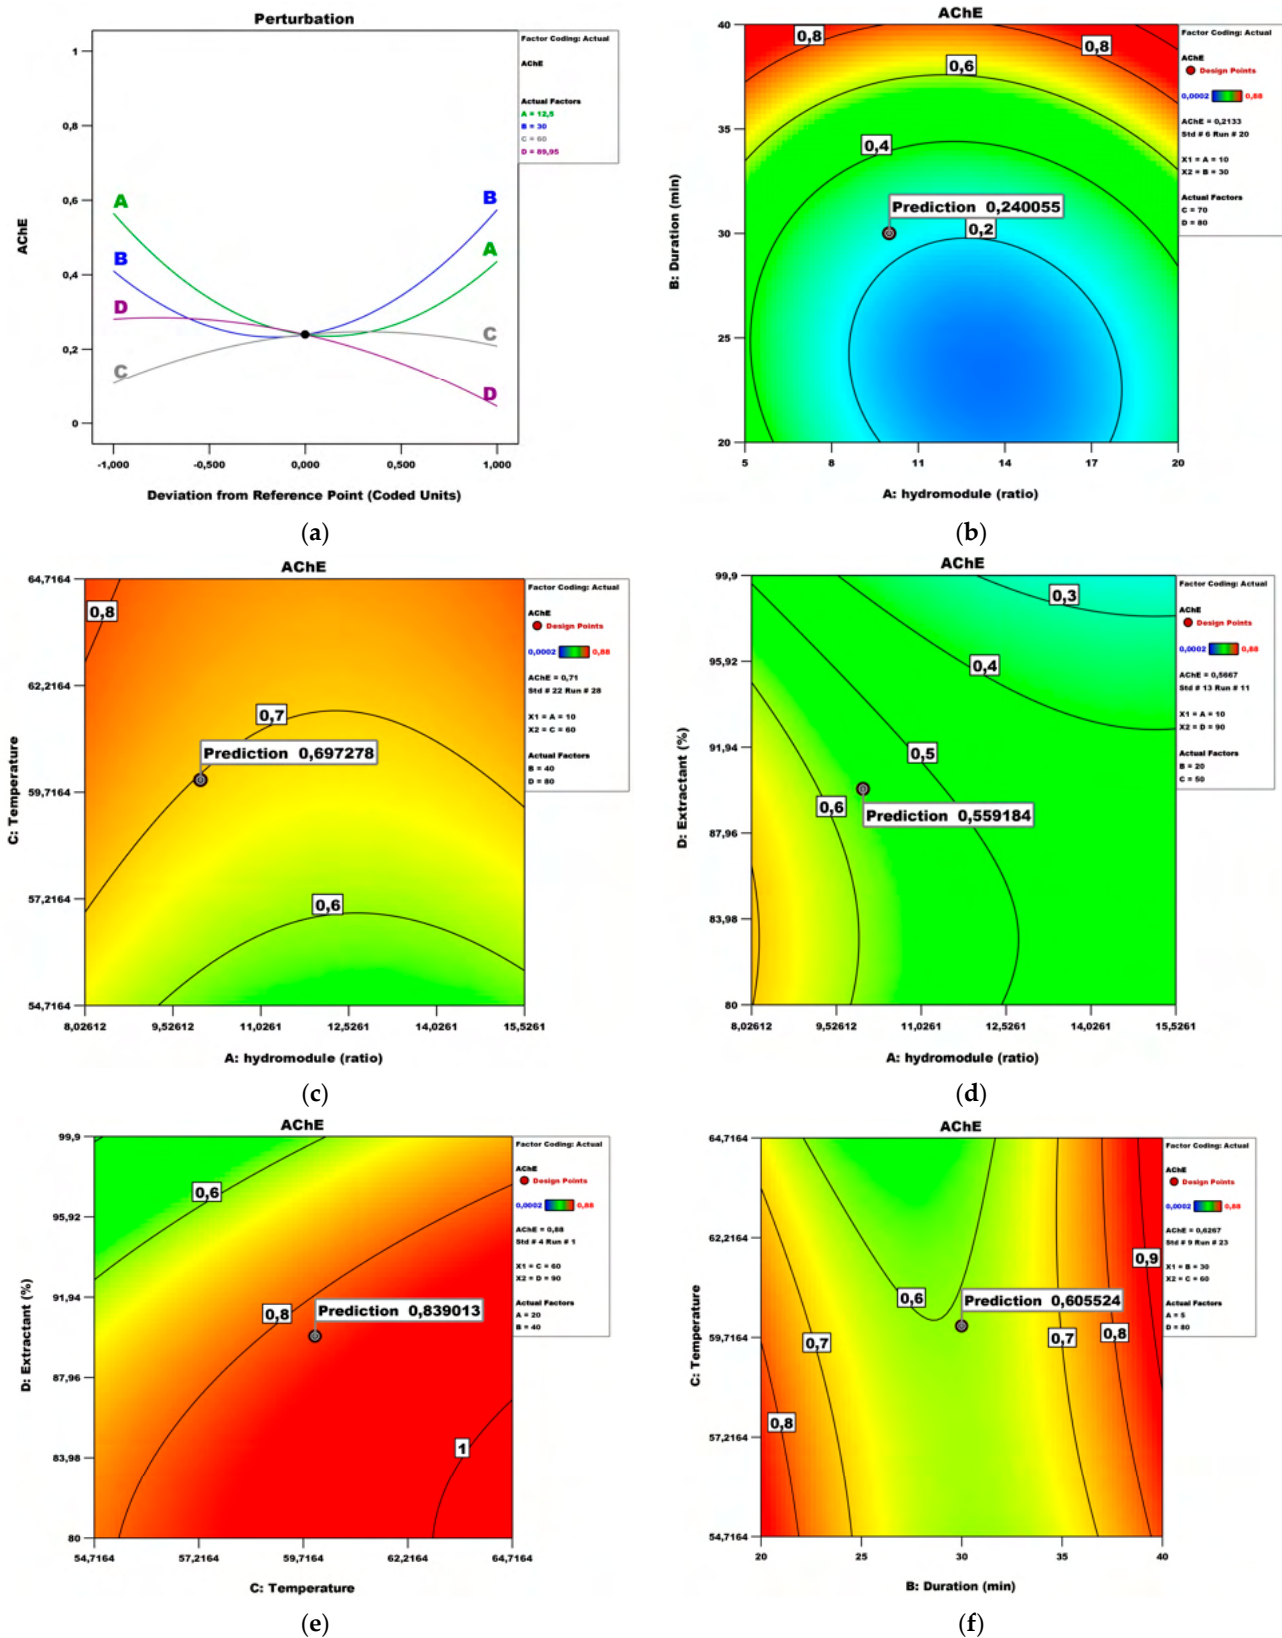 Perturbation
Factor Coding: Actual
AChE
Actual Factors
A = 12,5
B = 30
C = 60
D = 89,95
1
0,8
0,6
0,4
0,2
0
AChE
A
B
D
C
B
A
C
D
-1,000
-0,500
0,000
0,500
1,000
Deviation from Reference Point (Coded Units)
(a)
AChE
Factor Coding: Actual
AChE
Design Points
0,0002
0,88
AChE = 0,2133
Std # 6 Run # 20
X1 = A = 10
X2 = B = 30
Actual Factors
C = 70
D = 80
40
35
30
25
20
B: Duration (min)
0,8
0,8
0,6
0,4
Prediction 0,240055
0,2
5
8
11
14
17
20
A: hydromodule (ratio)
(b)
AChE
Factor Coding: Actual
AChE
Design Points
0,0002
0,88
AChE = 0,71
Std # 22 Run # 28
X1 = A = 10
X2 = C = 60
Actual Factors
B = 40
D = 80
64,7164
62,2164
59,7164
57,2164
54,7164
C: Temperature
0,8
0,7
Prediction 0,697278
0,6
8,02612
9,52612
11,0261
12,5261
14,0261
15,5261
A: hydromodule (ratio)
(c)
AChE
Factor Coding: Actual
AChE
Design Points
0,0002
0,88
AChE = 0,5667
Std # 13 Run # 11
X1 = A = 10
X2 = D = 90
Actual Factors
B = 20
C = 50
99,9
95,92
91,94
87,96
83,98
80
D: Extractant (%)
0,3
0,4
0,5
0,6
Prediction 0,559184
8,02612
9,52612
11,0261
12,5261
14,0261
15,5261
A: hydromodule (ratio)
(d)
AChE
Factor Coding: Actual
AChE
Design Points
0,0002
0,88
AChE = 0,88
Std # 4 Run # 1
X1 = C = 60
X2 = D = 90
Actual Factors
A = 20
B = 40
99,9
95,92
91,94
87,96
83,98
80
D: Extractant (%)
0,6
0,8
Prediction 0,839013
1
54,7164
57,2164
59,7164
62,2164
64,7164
C: Temperature
(e)
AChE
Factor Coding: Actual
AChE
Design Points
0,0002
0,88
AChE = 0,6267
Std # 9 Run # 23
X1 = B = 30
X2 = C = 60
Actual Factors
A = 5
D = 80
64,7164
62,2164
59,7164
57,2164
54,7164
C: Temperature
0,9
0,6
Prediction 0,605524
0,7
0,7
0,8
0,8
20
25
30
35
40
B: Duration (min)
(f)